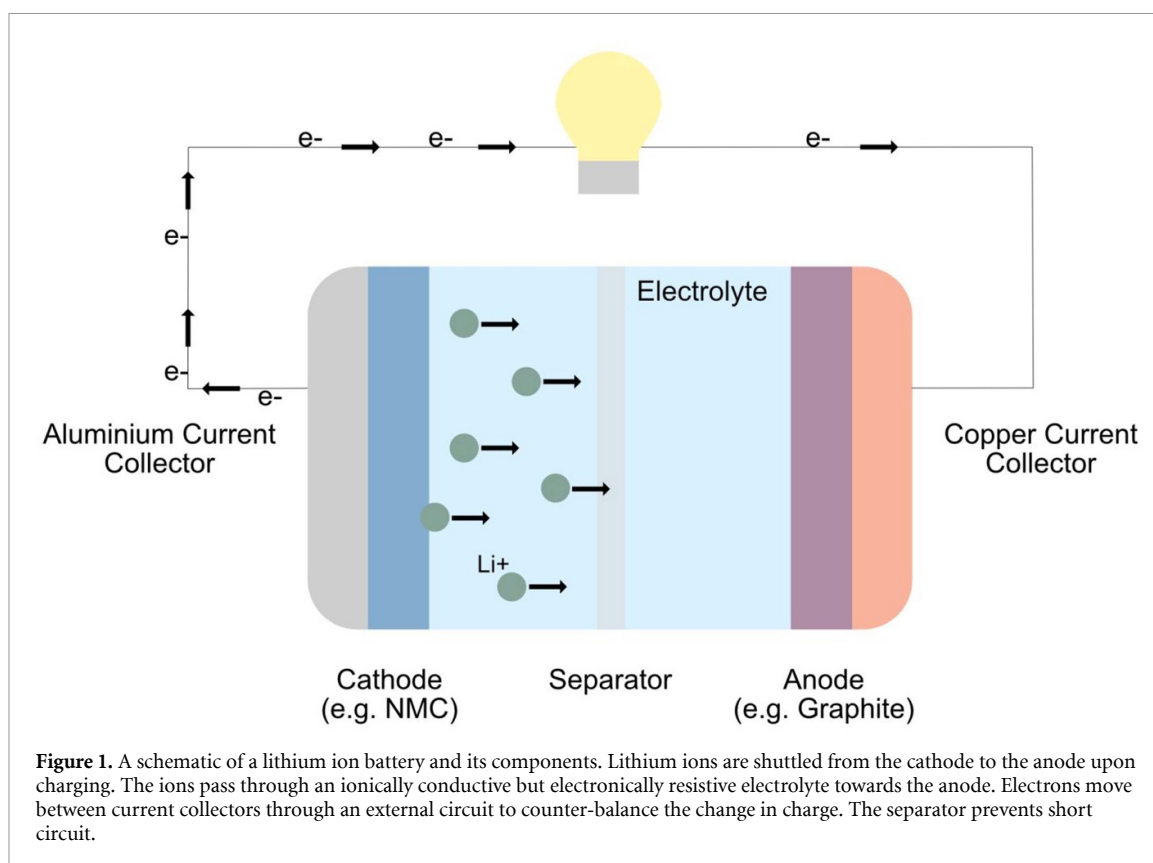 e-
e-
e-
e-
e-
e-
Electrolyte
Aluminium Current
Collector
Copper Current
Collector
Li+
Cathode
(e.g. NMC)
Separator
Anode
(e.g. Graphite)
Figure 1. A schematic of a lithium ion battery and its components. Lithium ions are shuttled from the cathode to the anode upon
charging. The ions pass through an ionically conductive but electronically resistive electrolyte towards the anode. Electrons move
between current collectors through an external circuit to counter-balance the change in charge. The separator prevents short
circuit.